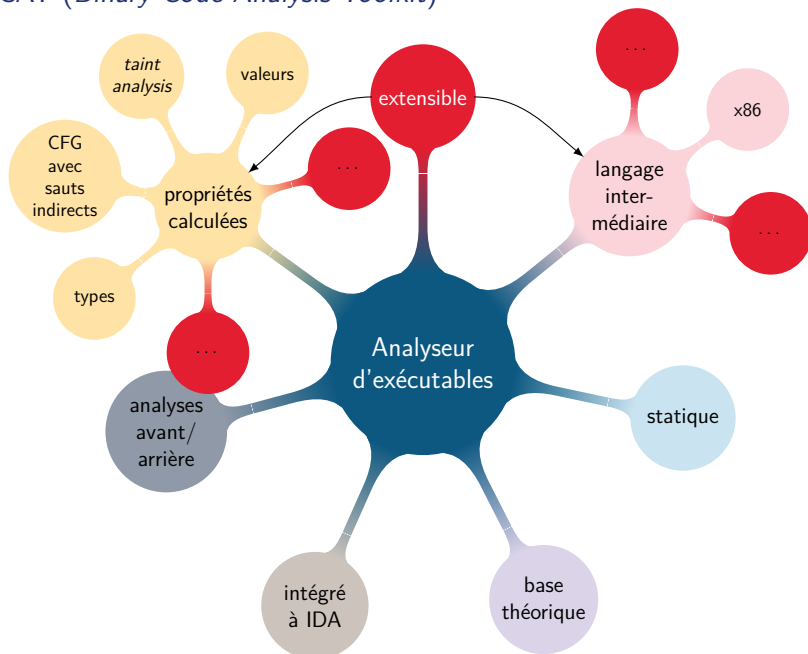 CAT (Binary Code Analysis Toolkit)
taint
analysis
valeurs
extensible
...
x86
CFG
avec
sauts
indirects
propriétés
calculées
...
langage
inter-
médiaire
...
types
...
Analyseur
d'exécutables
analyses
avant/
arrière
statique
intégré
à IDA
base
théorique